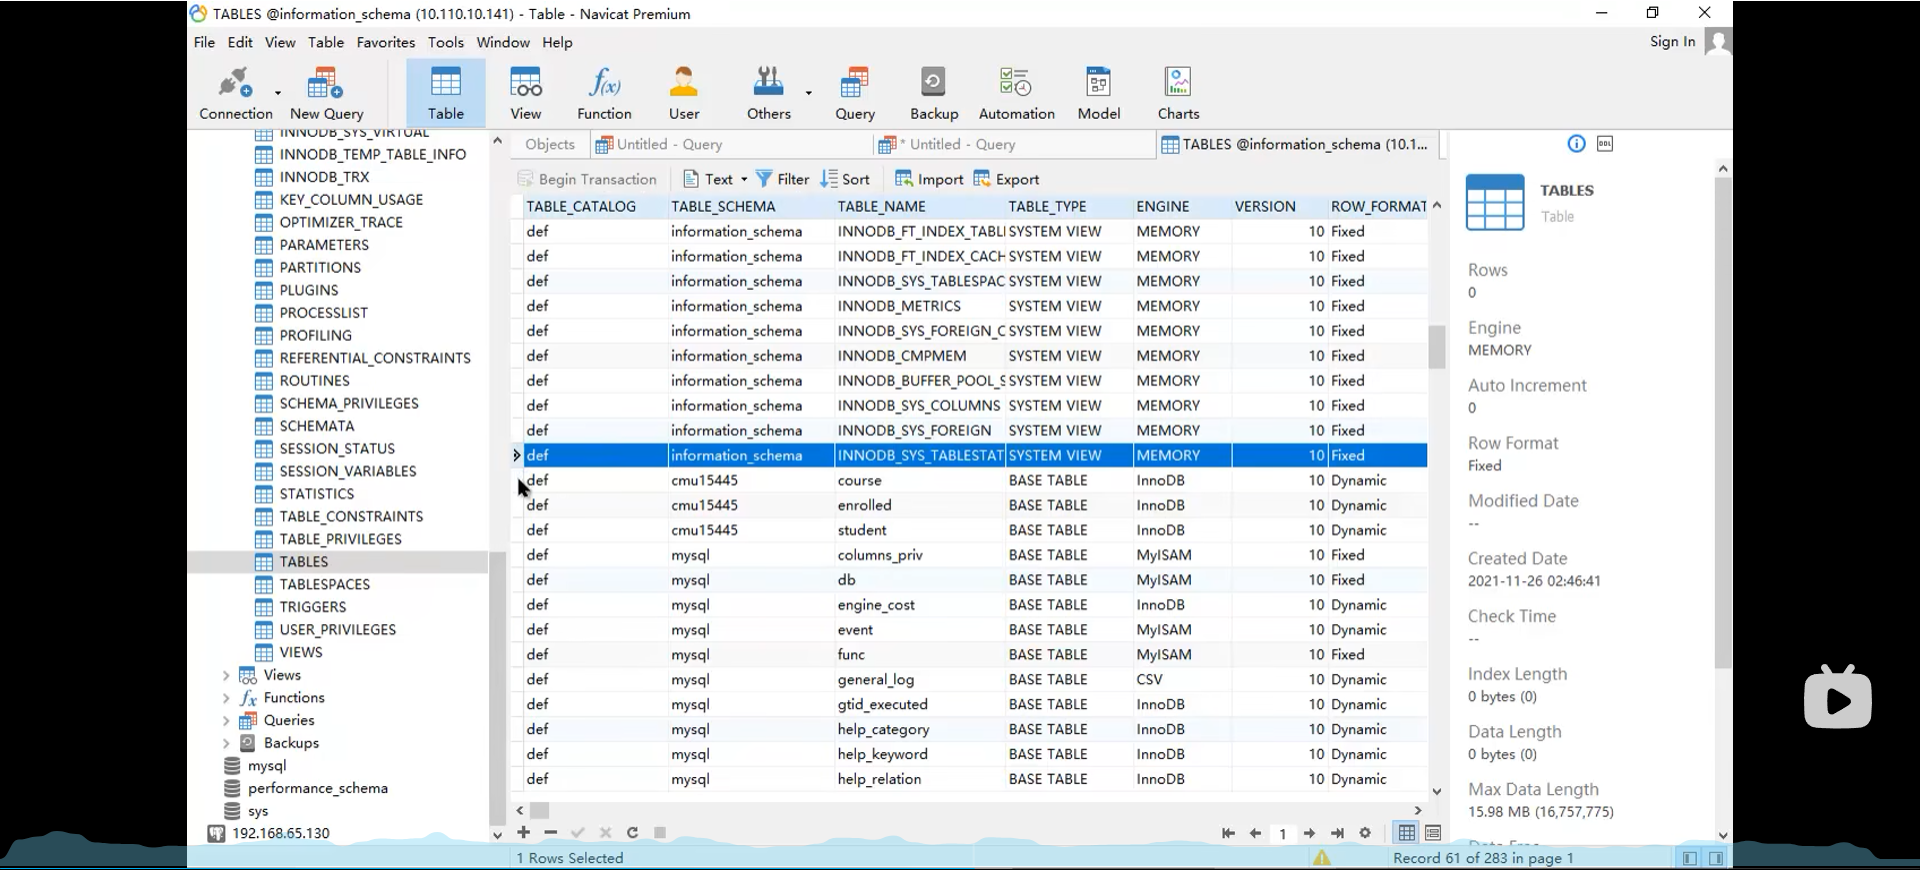 TABLES @information_schema (10.110.10.141) - Table - Navicat Premium
File Edit View Table Favorites Tools Window Help
Sign In
Connection New Query Table View Function User Others Query Backup Automation Model Charts
INNODB_SYS_VIRTUAL
INNODB_TEMP_TABLE_INFO
INNODB_TRX
KEY_COLUMN_USAGE
OPTIMIZER_TRACE
PARAMETERS
PARTITIONS
PLUGINS
PROCESSLIST
PROFILING
REFERENTIAL_CONSTRAINTS
ROUTINES
SCHEMA_PRIVILEGES
SCHEMATA
SESSION_STATUS
SESSION_VARIABLES
STATISTICS
TABLE_CONSTRAINTS
TABLE_PRIVILEGES
TABLES
TABLESPACES
TRIGGERS
USER_PRIVILEGES
VIEWS
Views
fx Functions
Queries
Backups
mysql
performance_schema
sys
192.168.65.130
Objects Untitled - Query * Untitled - Query TABLES @information_schema (10.1...
Begin Transaction Text Filter Sort Import Export
TABLE_CATALOG TABLE_SCHEMA TABLE_NAME TABLE_TYPE ENGINE VERSION ROW_FORMAT
def information_schema INNODB_FT_INDEX_TABL SYSTEM VIEW MEMORY 10 Fixed
def information_schema INNODB_FT_INDEX_CACH SYSTEM VIEW MEMORY 10 Fixed
def information_schema INNODB_SYS_TABLESPAC SYSTEM VIEW MEMORY 10 Fixed
def information_schema INNODB_METRICS SYSTEM VIEW MEMORY 10 Fixed
def information_schema INNODB_SYS_FOREIGN_C SYSTEM VIEW MEMORY 10 Fixed
def information_schema INNODB_CMPMEM SYSTEM VIEW MEMORY 10 Fixed
def information_schema INNODB_BUFFER_POOL_S SYSTEM VIEW MEMORY 10 Fixed
def information_schema INNODB_SYS_COLUMNS SYSTEM VIEW MEMORY 10 Fixed
def information_schema INNODB_SYS_FOREIGN SYSTEM VIEW MEMORY 10 Fixed
def information_schema INNODB_SYS_TABLESTAT SYSTEM VIEW MEMORY 10 Fixed
def cmu15445 course BASE TABLE InnoDB 10 Dynamic
def cmu15445 enrolled BASE TABLE InnoDB 10 Dynamic
def cmu15445 student BASE TABLE InnoDB 10 Dynamic
def mysql columns_priv BASE TABLE MyISAM 10 Fixed
def mysql db BASE TABLE MyISAM 10 Fixed
def mysql engine_cost BASE TABLE InnoDB 10 Dynamic
def mysql event BASE TABLE MyISAM 10 Dynamic
def mysql func BASE TABLE MyISAM 10 Fixed
def mysql general_log BASE TABLE CSV 10 Dynamic
def mysql gtid_executed BASE TABLE InnoDB 10 Dynamic
def mysql help_category BASE TABLE InnoDB 10 Dynamic
def mysql help_keyword BASE TABLE InnoDB 10 Dynamic
def mysql help_relation BASE TABLE InnoDB 10 Dynamic
1
1 Rows Selected
Record 61 of 283 in page 1
DDL
TABLES
Table
Rows
0
Engine
MEMORY
Auto Increment
0
Row Format
Fixed
Modified Date
--
Created Date
2021-11-26 02:46:41
Check Time
--
Index Length
0 bytes (0)
Data Length
0 bytes (0)
Max Data Length
15.98 MB (16,757,775)